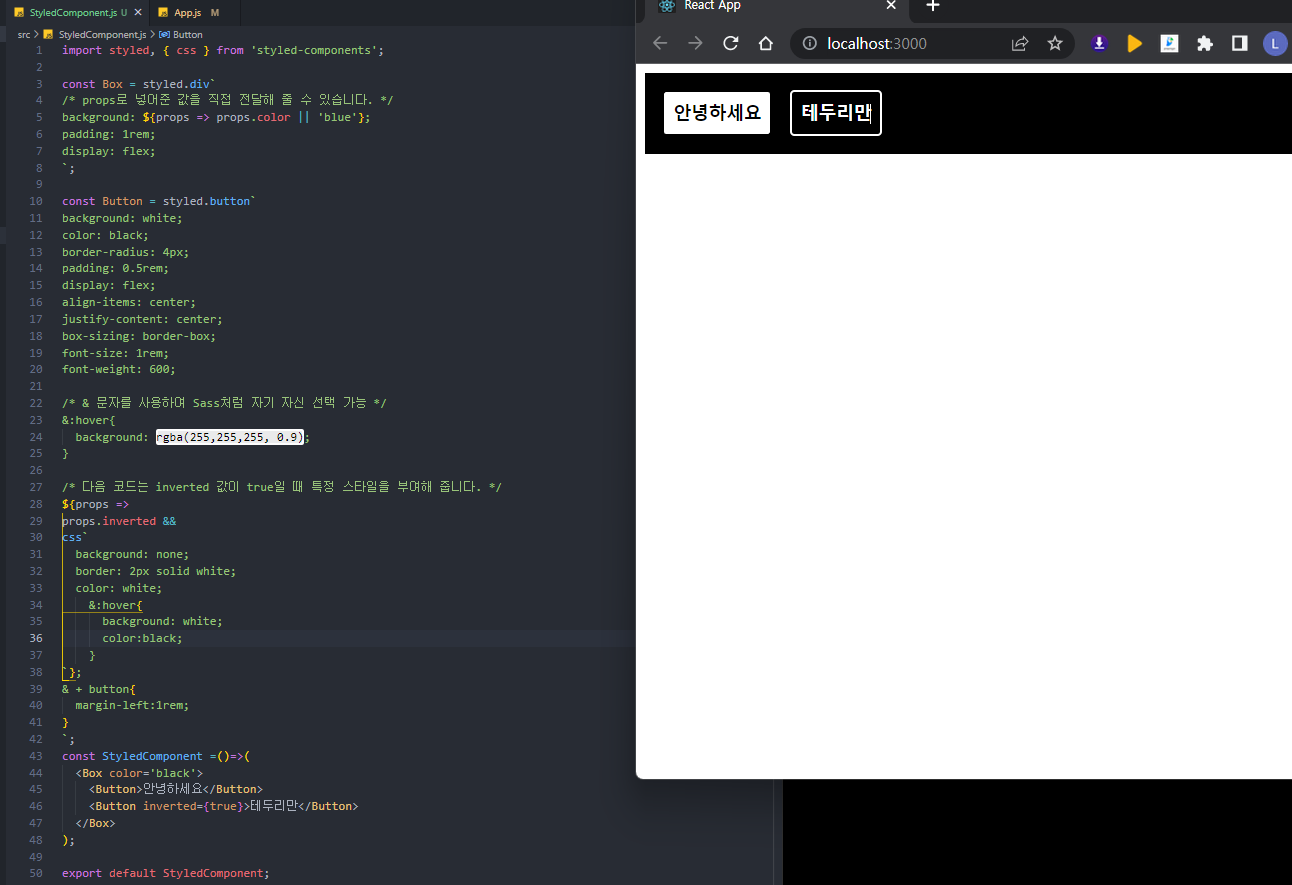 StyledComponent.js U
App.js M
src > StyledComponent.js > Button
1 import styled, { css } from 'styled-components';
2
3 const Box = styled.div`
4 /* props로 넣어준 값을 직접 전달해 줄 수 있습니다. */
5 background: ${props => props.color || 'blue'};
6 padding: 1rem;
7 display: flex;
8 `;
9
10 const Button = styled.button`
11 background: white;
12 color: black;
13 border-radius: 4px;
14 padding: 0.5rem;
15 display: flex;
16 align-items: center;
17 justify-content: center;
18 box-sizing: border-box;
19 font-size: 1rem;
20 font-weight: 600;
21
22 /* & 문자를 사용하여 Sass처럼 자기 자신 선택 가능 */
23 &:hover{
24 background: rgba(255,255,255, 0.9);
25 }
26
27 /* 다음 코드는 inverted 값이 true일 때 특정 스타일을 부여해 줍니다. */
28 ${props =>
29 props.inverted &&
30 css`
31 background: none;
32 border: 2px solid white;
33 color: white;
34 &:hover{
35 background: white;
36 color:black;
37 }
38 `};
39 & + button{
40 margin-left:1rem;
41 }
42 `;
43 const StyledComponent =()=>(
44 <Box color='black'>
45 <Button>안녕하세요</Button>
46 <Button inverted={true}>테두리만</Button>
47 </Box>
48 );
49
50 export default StyledComponent;
React App
localhost:3000
L
안녕하세요
테두리만